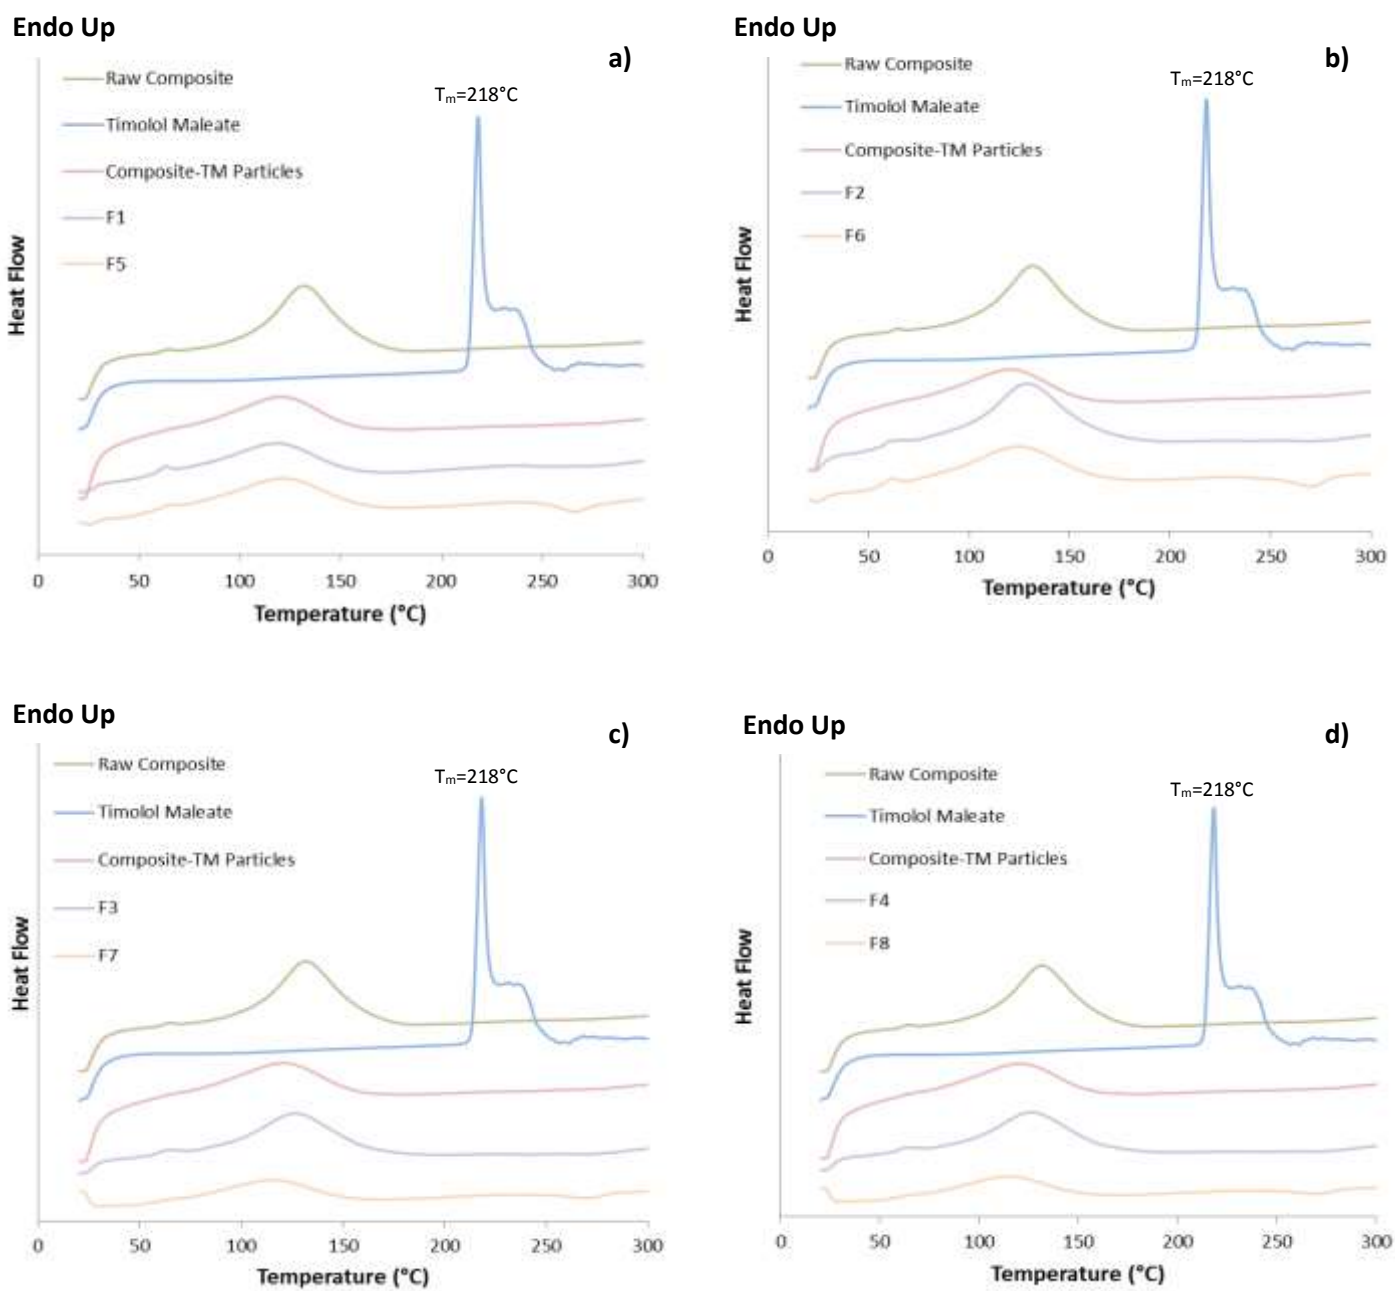 Endo Up
a)
Raw Composite
Timolol Maleate
Composite-TM Particles
F1
F5
Tₘ=218°C
Heat Flow
0 50 100 150 200 250 300
Temperature (°C)
Endo Up
b)
Raw Composite
Timolol Maleate
Composite-TM Particles
F2
F6
Tₘ=218°C
Heat Flow
0 50 100 150 200 250 300
Temperature (°C)
Endo Up
c)
Raw Composite
Timolol Maleate
Composite-TM Particles
F3
F7
Tₘ=218°C
Heat Flow
0 50 100 150 200 250 300
Temperature (°C)
Endo Up
d)
Raw Composite
Timolol Maleate
Composite-TM Particles
F4
F8
Tₘ=218°C
Heat Flow
0 50 100 150 200 250 300
Temperature (°C)